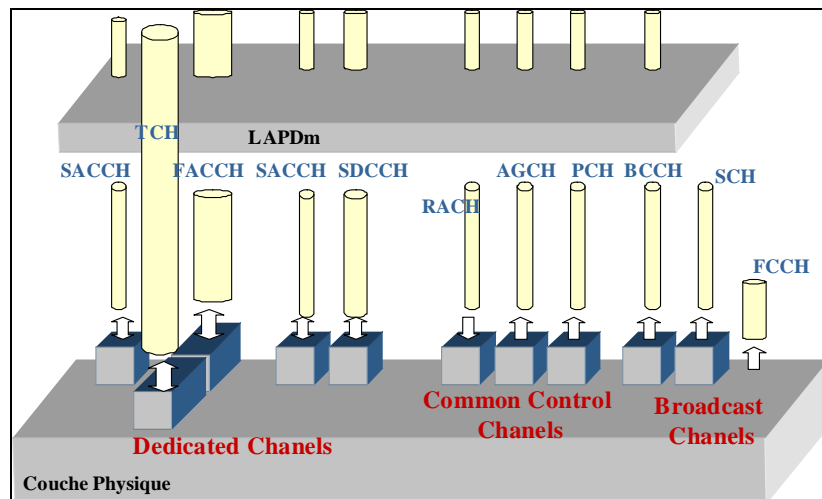 LAPDm
TCH
SACCH
FACCH
SACCH
SDCCH
RACH
AGCH
PCH
BCCH
SCH
FCCH
Dedicated Chanels
Common Control
Chanels
Broadcast
Chanels
Couche Physique